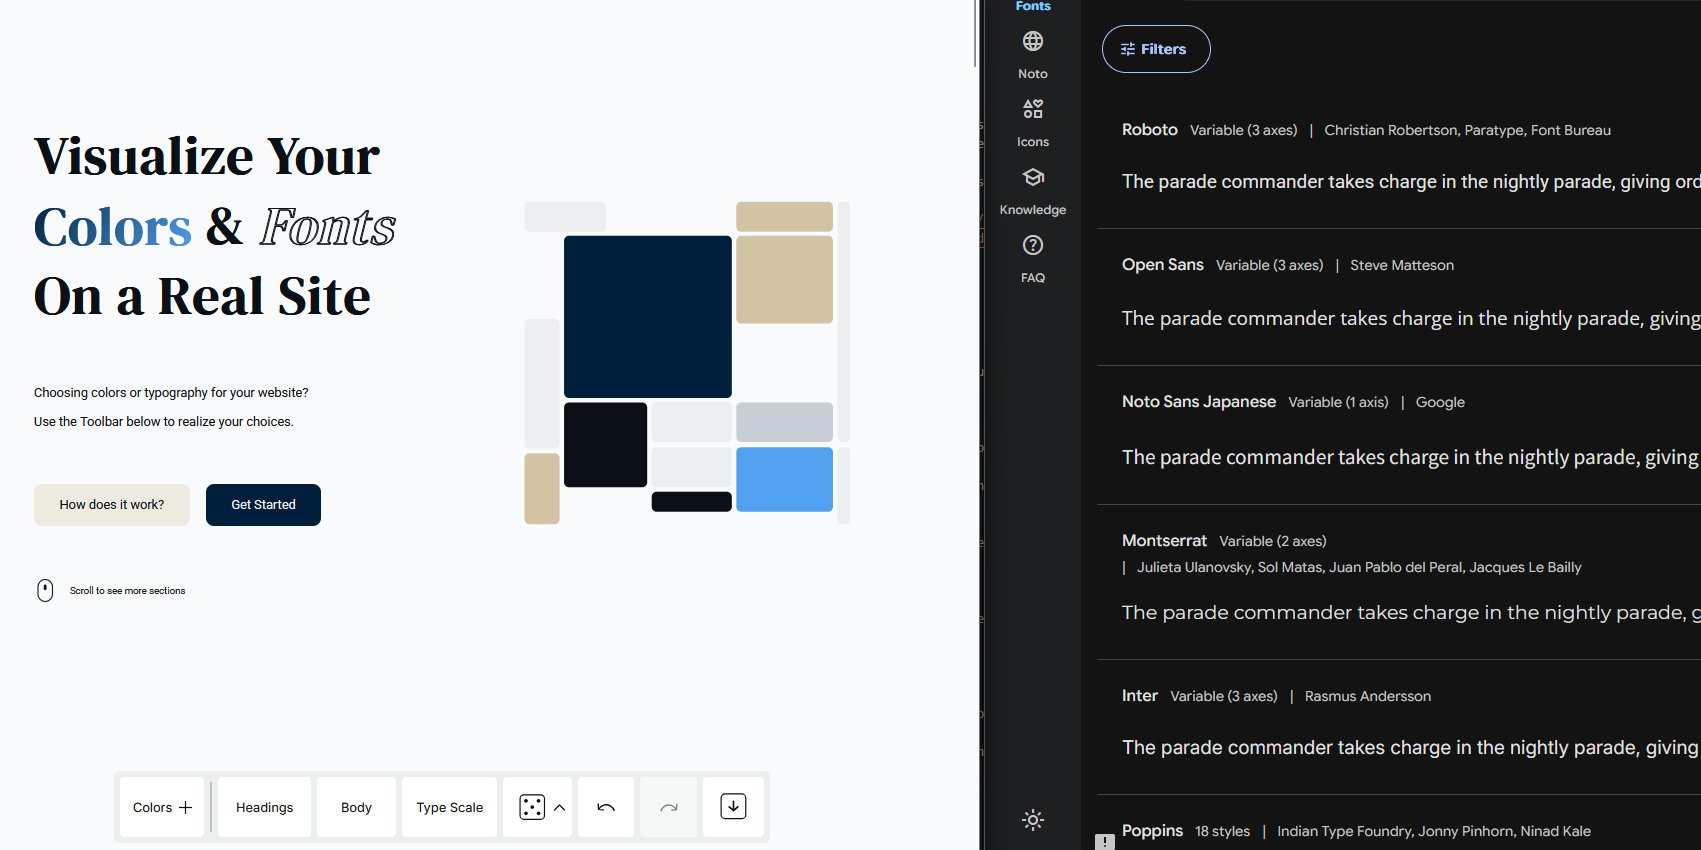 Visualize Your
Colors & Fonts
On a Real Site
Choosing colors or typography for your website?
Use the Toolbar below to realize your choices.
How does it work?
Get Started
Scroll to see more sections
Colors
Headings
Body
Type Scale
Fonts
Noto
Icons
Knowledge
FAQ
Filters
Roboto Variable (3 axes) | Christian Robertson, Paratype, Font Bureau
The parade commander takes charge in the nightly parade, giving ord
Open Sans Variable (3 axes) | Steve Matteson
The parade commander takes charge in the nightly parade, giving
Noto Sans Japanese Variable (1 axis) | Google
The parade commander takes charge in the nightly parade, giving
Montserrat Variable (2 axes)
| Julieta Ulanovsky, Sol Matas, Juan Pablo del Peral, Jacques Le Bailly
The parade commander takes charge in the nightly parade, g
Inter Variable (3 axes) | Rasmus Andersson
The parade commander takes charge in the nightly parade, giving
Poppins 18 styles | Indian Type Foundry, Jonny Pinhorn, Ninad Kale